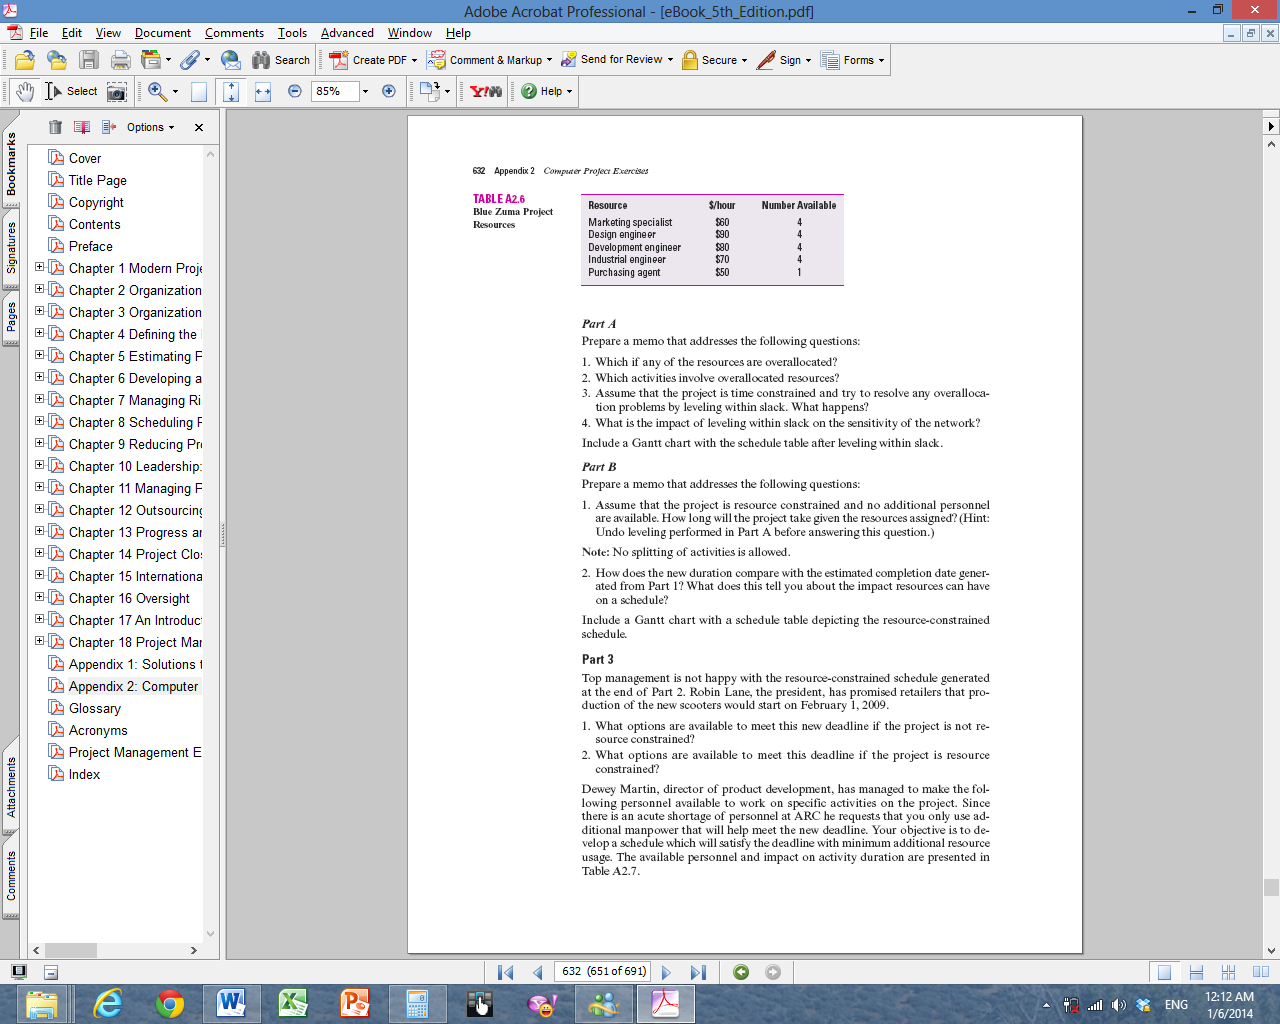 Adobe Acrobat Professional - [eBook_5th_Edition.pdf]
File Edit View Document Comments Tools Advanced Window Help
Search Create PDF Comment & Markup Send for Review Secure Sign Forms
Select 85% Y! Help
Options
Bookmarks
Signatures
Pages
Attachments
Comments
Cover
Title Page
Copyright
Contents
Preface
Chapter 1 Modern Proje
Chapter 2 Organization
Chapter 3 Organization
Chapter 4 Defining the
Chapter 5 Estimating P
Chapter 6 Developing a
Chapter 7 Managing Ri
Chapter 8 Scheduling R
Chapter 9 Reducing Pro
Chapter 10 Leadership:
Chapter 11 Managing P
Chapter 12 Outsourcing
Chapter 13 Progress an
Chapter 14 Project Clos
Chapter 15 Internationa
Chapter 16 Oversight
Chapter 17 An Introduc
Chapter 18 Project Man
Appendix 1: Solutions t
Appendix 2: Computer
Glossary
Acronyms
Project Management E
Index
632 Appendix 2 Computer Project Exercises
TABLE A2.6
Blue Zuma Project
Resources
Resource $/hour Number Available
Marketing specialist $60 4
Design engineer $90 4
Development engineer $80 4
Industrial engineer $70 4
Purchasing agent $50 1
Part A
Prepare a memo that addresses the following questions:
1. Which if any of the resources are overallocated?
2. Which activities involve overallocated resources?
3. Assume that the project is time constrained and try to resolve any overalloca-
tion problems by leveling within slack. What happens?
4. What is the impact of leveling within slack on the sensitivity of the network?
Include a Gantt chart with the schedule table after leveling within slack.
Part B
Prepare a memo that addresses the following questions:
1. Assume that the project is resource constrained and no additional personnel
are available. How long will the project take given the resources assigned? (Hint:
Undo leveling performed in Part A before answering this question.)
Note: No splitting of activities is allowed.
2. How does the new duration compare with the estimated completion date gener-
ated from Part 1? What does this tell you about the impact resources can have
on a schedule?
Include a Gantt chart with a schedule table depicting the resource-constrained
schedule.
Part 3
Top management is not happy with the resource-constrained schedule generated
at the end of Part 2. Robin Lane, the president, has promised retailers that pro-
duction of the new scooters would start on February 1, 2009.
1. What options are available to meet this new deadline if the project is not re-
source constrained?
2. What options are available to meet this deadline if the project is resource
constrained?
Dewey Martin, director of product development, has managed to make the fol-
lowing personnel available to work on specific activities on the project. Since
there is an acute shortage of personnel at ARC he requests that you only use ad-
ditional manpower that will help meet the new deadline. Your objective is to de-
velop a schedule which will satisfy the deadline with minimum additional resource
usage. The available personnel and impact on activity duration are presented in
Table A2.7.
632 (651 of 691)
ENG
12:12 AM
1/6/2014